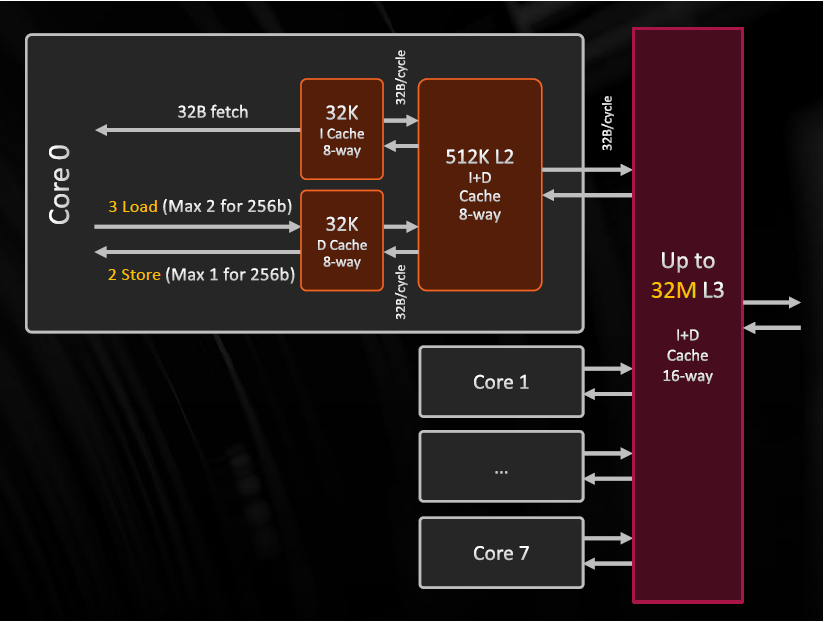 Core 0
32B fetch
32K
I Cache
8-way
32B/cycle
512K L2
I+D
Cache
8-way
32B/cycle
3 Load (Max 2 for 256b)
2 Store (Max 1 for 256b)
32K
D Cache
8-way
32B/cycle
Up to
32M L3
I+D
Cache
16-way
Core 1
...
Core 7